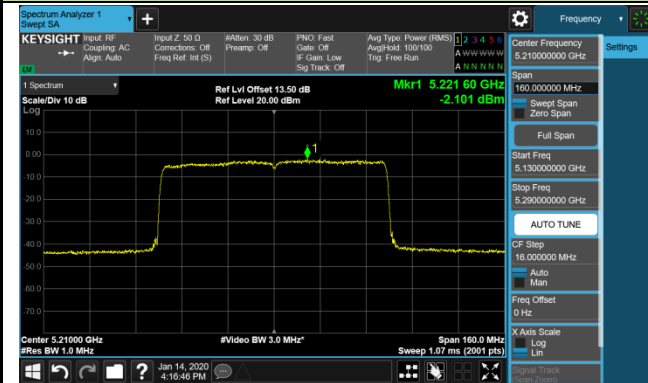 Spectrum Analyzer 1
Swept SA
+
Frequency
KEYSIGHT Input: RF
Coupling: AC
Align: Auto
Input Z: 50 Ω
Corrections: Off
Freq Ref: Int (S)
#Atten: 30 dB
Preamp: Off
PNO: Fast
Gate: Off
IF Gain: Low
Sig Track: Off
Avg Type: Power (RMS)
Avg|Hold: 100/100
Trig: Free Run
1 2 3 4 5 6
A W W W W W
A N N N N N
1 Spectrum
Scale/Div 10 dB
Log
Ref Lvl Offset 13.50 dB
Ref Level 20.00 dBm
Mkr1 5.221 60 GHz
-2.101 dBm
10.0
0.00
-10.0
-20.0
-30.0
-40.0
-50.0
-60.0
-70.0
1
Center 5.21000 GHz
#Res BW 1.0 MHz
#Video BW 3.0 MHz*
Span 160.0 MHz
Sweep 1.07 ms (2001 pts)
Jan 14, 2020
4:16:46 PM
?
Center Frequency
5.210000000 GHz
Settings
Span
160.000000 MHz
Swept Span
Zero Span
Full Span
Start Freq
5.130000000 GHz
Stop Freq
5.290000000 GHz
AUTO TUNE
CF Step
16.000000 MHz
Auto
Man
Freq Offset
0 Hz
X Axis Scale
Log
Lin
Signal Track
(Span Zoom)